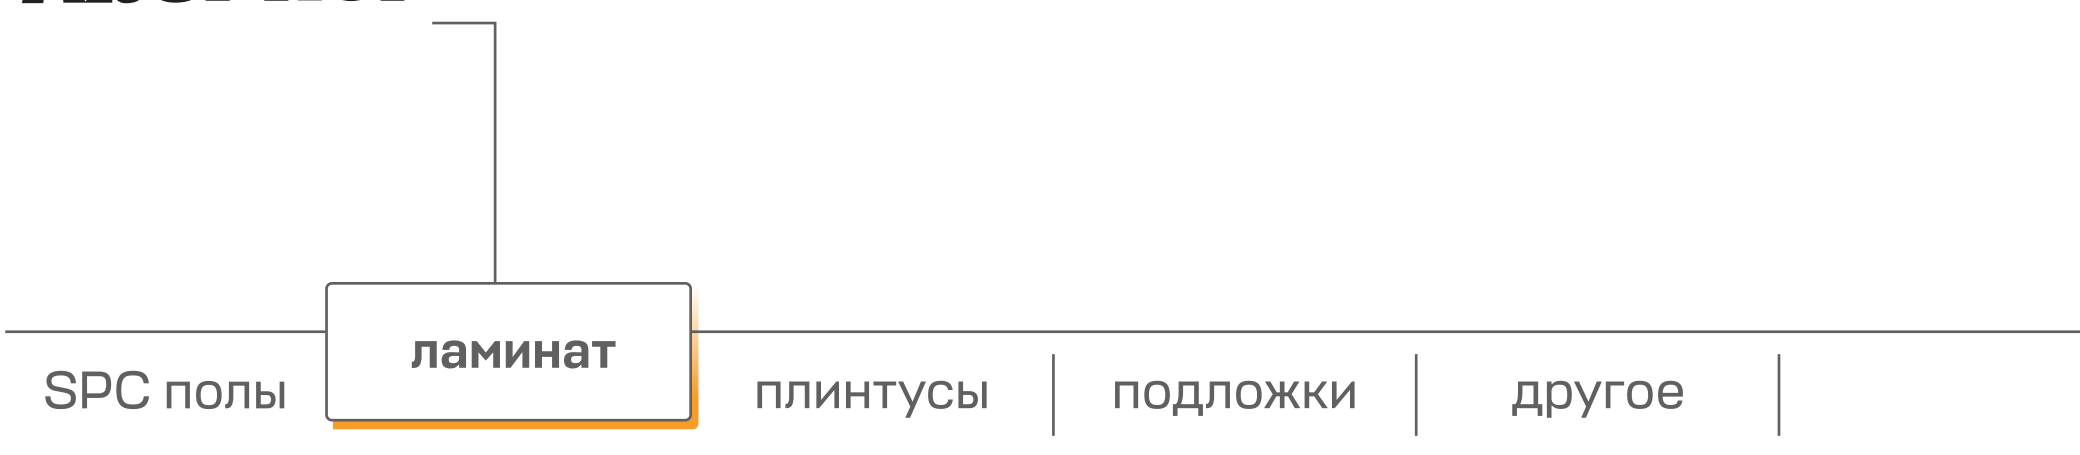 SPC полы
ламинат
плинтусы
подложки
другое